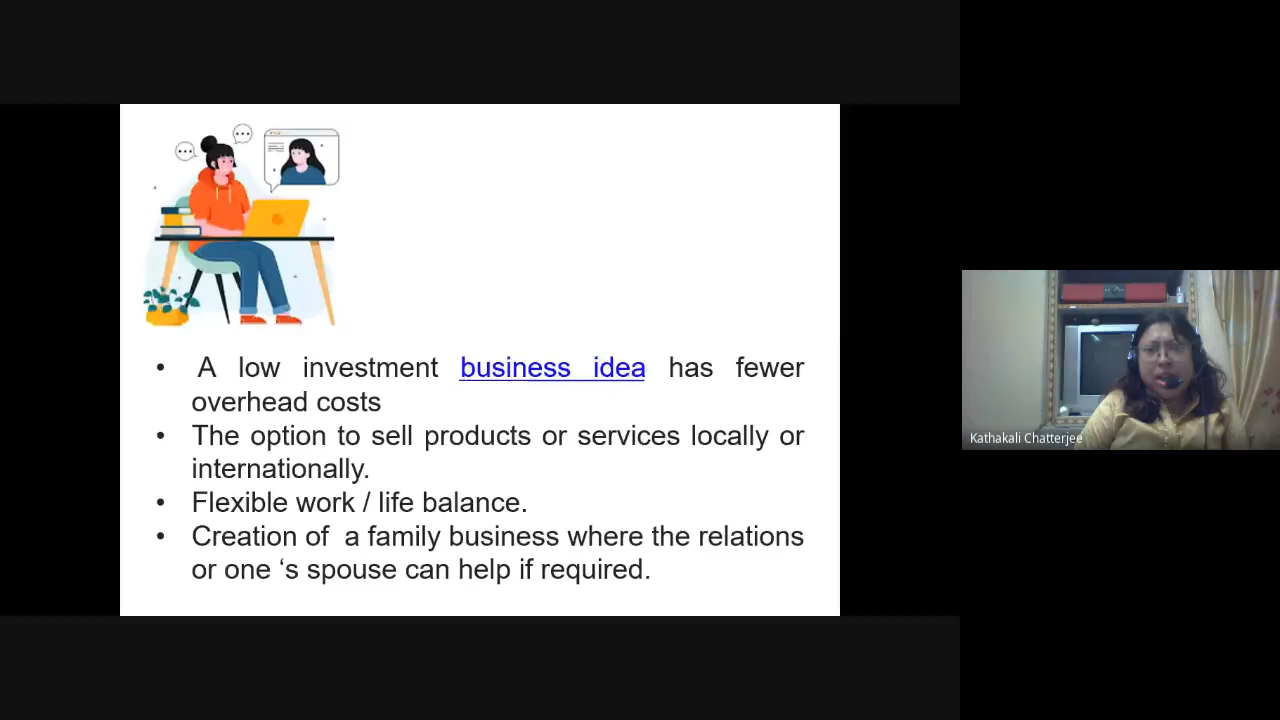 • A low investment business idea has fewer
overhead costs
• The option to sell products or services locally or
internationally.
• Flexible work / life balance.
• Creation of a family business where the relations
or one ‘s spouse can help if required.
Kathakali Chatterjee